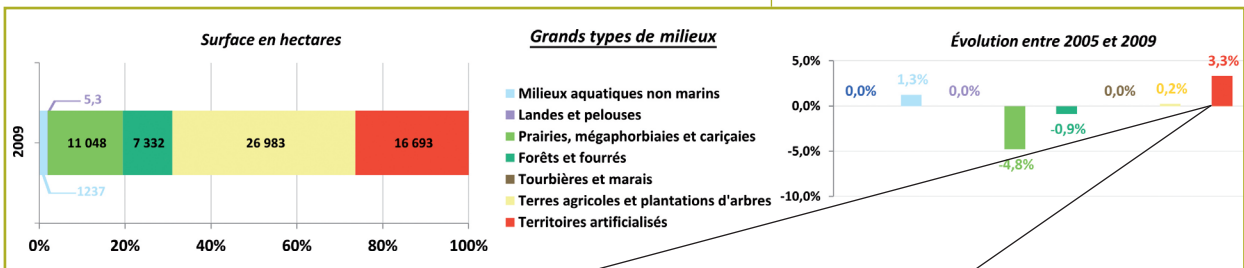 Surface en hectares
5,3
2009
11 048
7 332
26 983
16 693
1237
0%
20%
40%
60%
80%
100%
Grands types de milieux
Milieux aquatiques non marins
Landes et pelouses
Prairies, mégaphorbiaies et cariçaies
Forêts et fourrés
Tourbières et marais
Terres agricoles et plantations d'arbres
Territoires artificialisés
Évolution entre 2005 et 2009
5,0%
0,0%
-5,0%
-10,0%
0,0%
1,3%
0,0%
-4,8%
-0,9%
0,0%
0,2%
3,3%